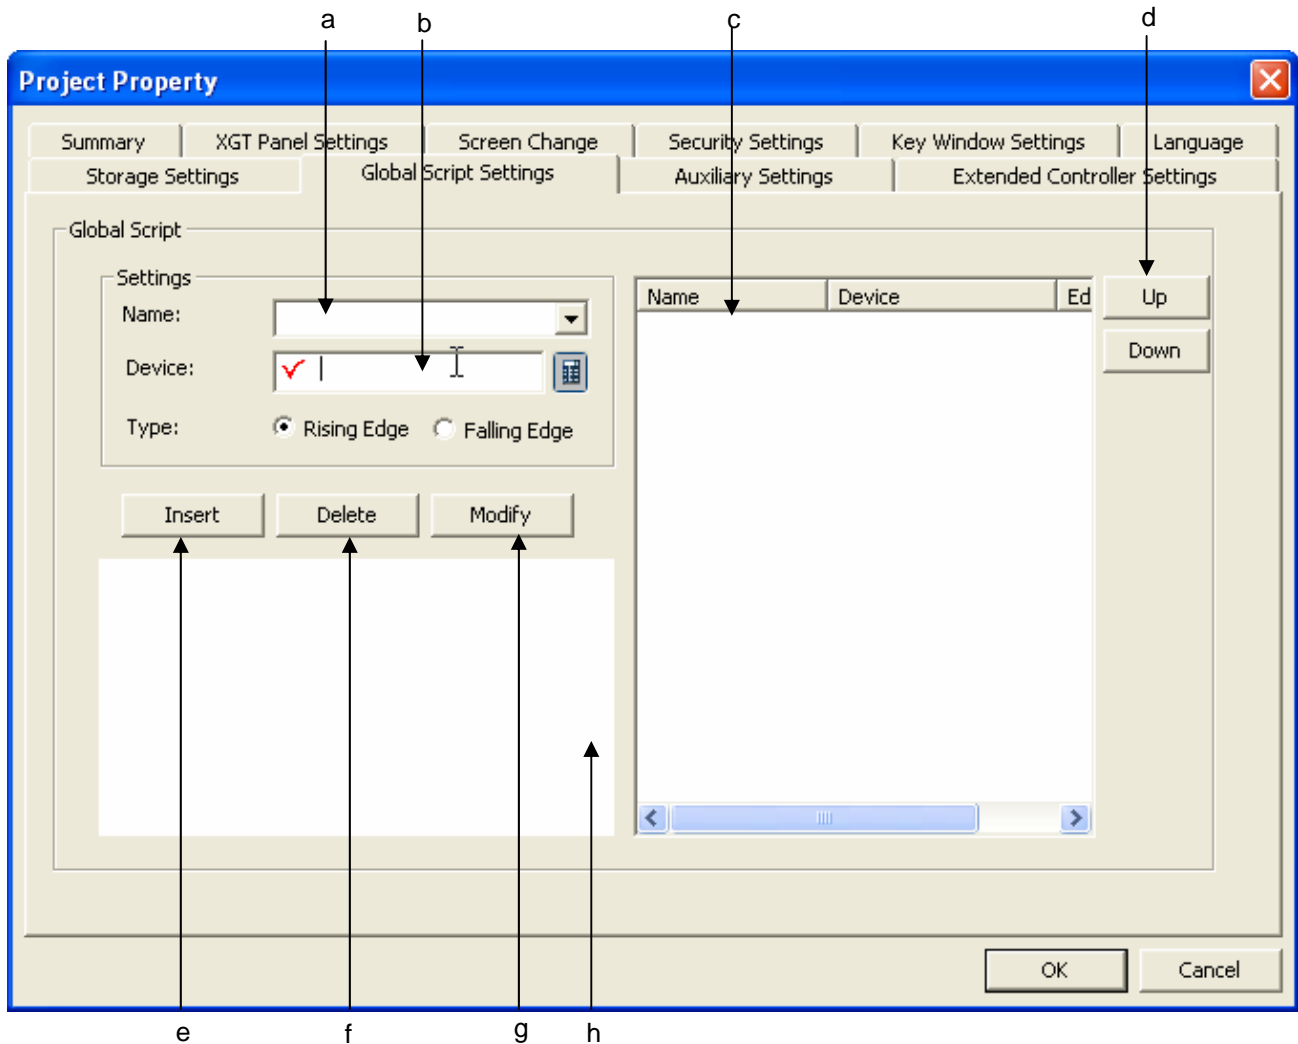 a b c d
Project Property
Summary XGT Panel Settings Screen Change Security Settings Key Window Settings Language
Storage Settings Global Script Settings Auxiliary Settings Extended Controller Settings
Global Script
Settings
Name:
Device:
Type: Rising Edge Falling Edge
Insert Delete Modify
Name Device Ed
Up
Down
OK Cancel
e f g h